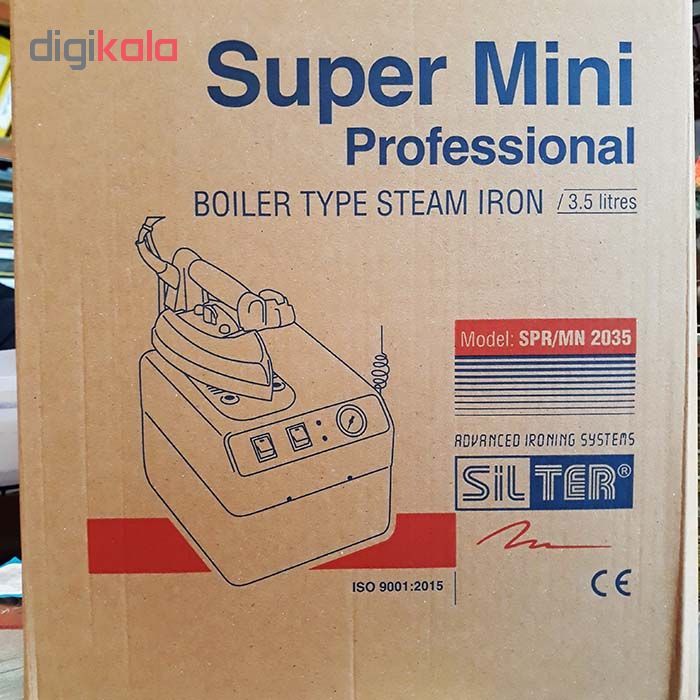 digikala
Super Mini
Professional
BOILER TYPE STEAM IRON / 3.5 litres
Model: SPR/MN 2035
ADVANCED IRONING SYSTEMS
SiLTER®
ISO 9001:2015
CE